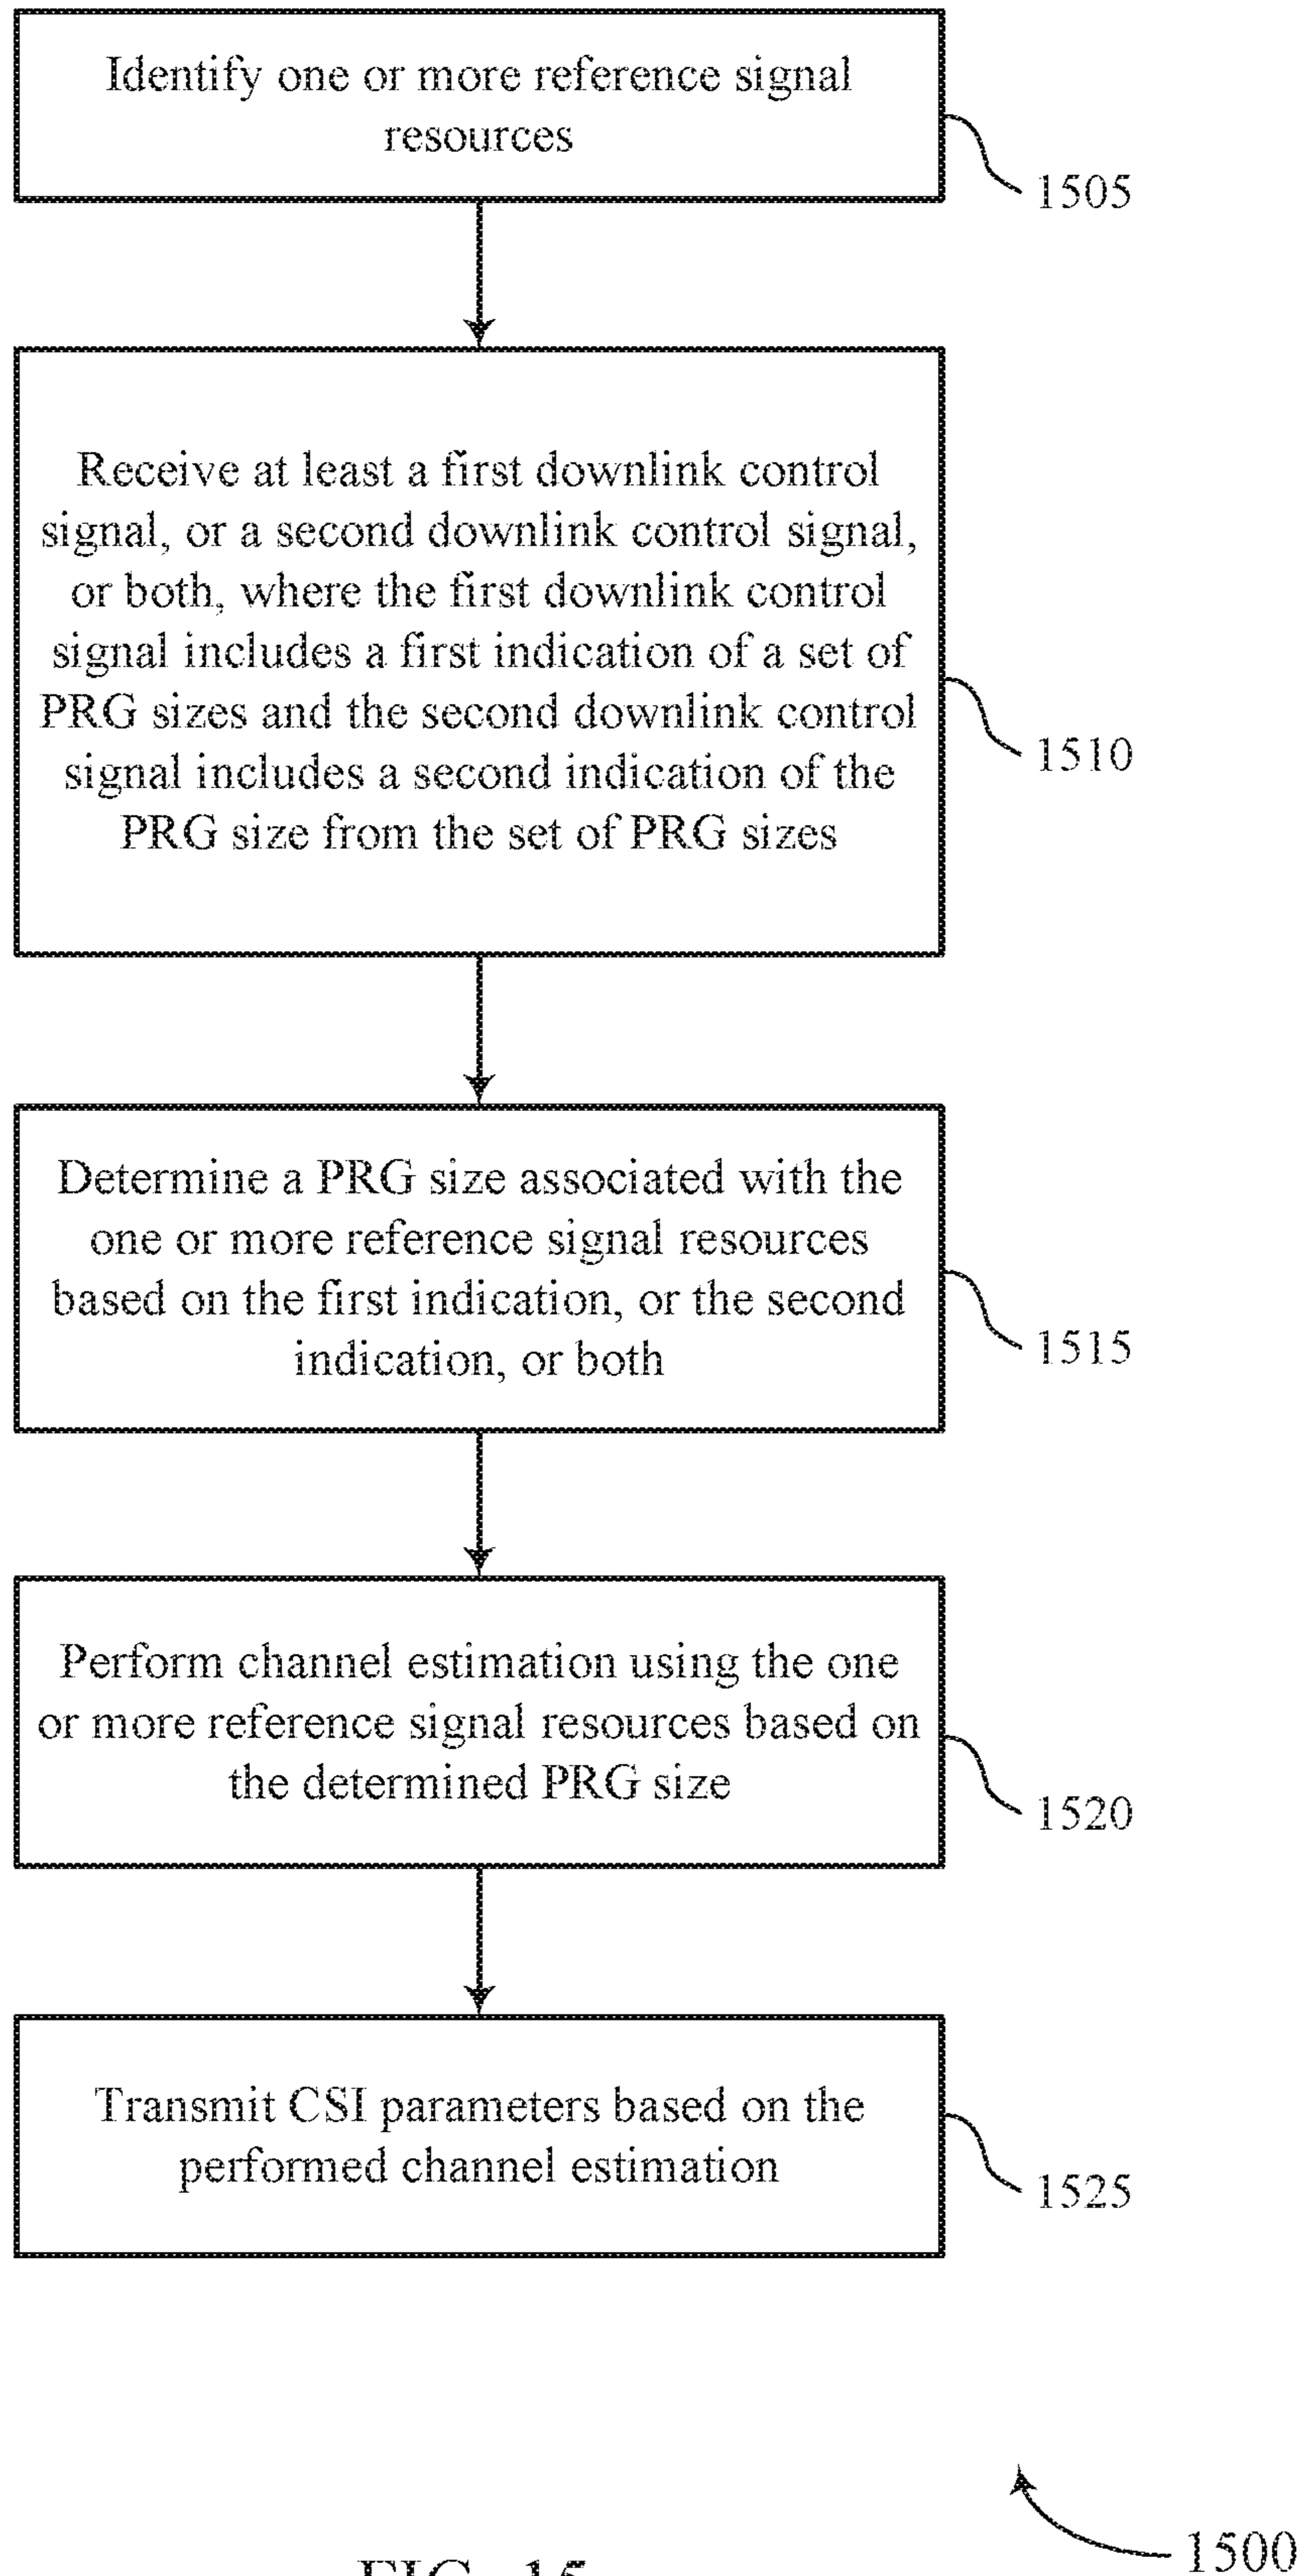 Identify one or more reference signal
resources
1505
Receive at least a first downlink control
signal, or a second downlink control signal,
or both, where the first downlink control
signal includes a first indication of a set of
PRG sizes and the second downlink control
signal includes a second indication of the
PRG size from the set of PRG sizes
1510
Determine a PRG size associated with the
one or more reference signal resources
based on the first indication, or the second
indication, or both
1515
Perform channel estimation using the one
or more reference signal resources based on
the determined PRG size
1520
Transmit CSI parameters based on the
performed channel estimation
1525
1500
FIG. 15